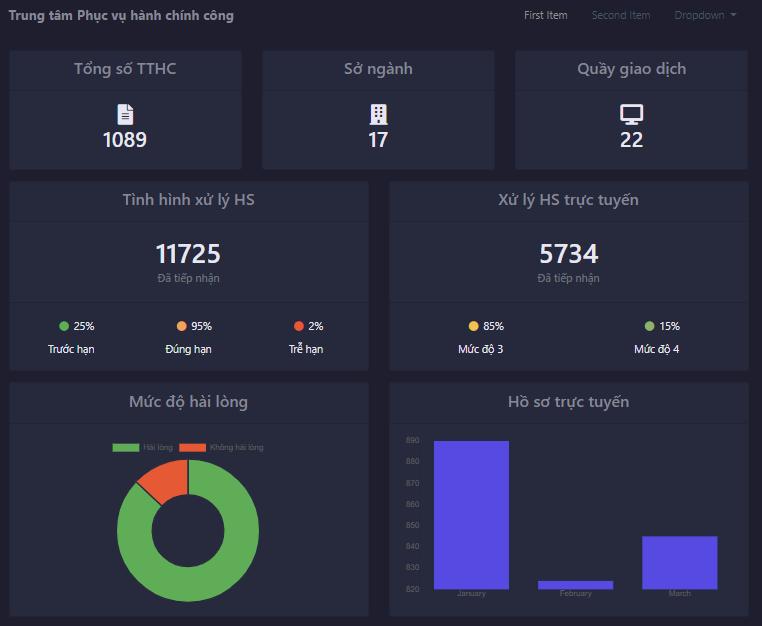 Trung tâm Phục vụ hành chính công First Item Second Item Dropdown
Tổng số TTHC Sở ngành Quầy giao dịch
1089 17 22
Tình hình xử lý HS Xử lý HS trực tuyến
11725 5734
Đã tiếp nhận Đã tiếp nhận
25% 95% 2% 85% 15%
Trước hạn Đúng hạn Trễ hạn Mức độ 3 Mức độ 4
Mức độ hài lòng Hồ sơ trực tuyến
Hài lòng Không hài lòng
890
880
870
860
850
840
830
820
January February March